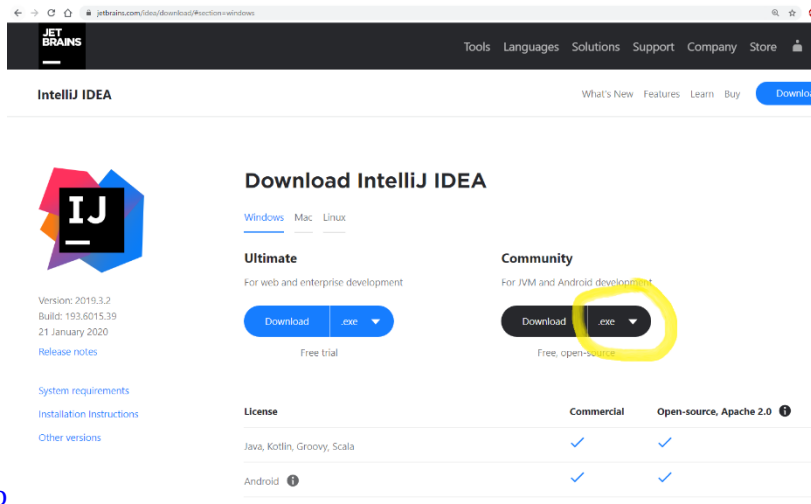 jetbrains.com/idea/download/#section=windows
JET
BRAINS
Tools Languages Solutions Support Company Store
IntelliJ IDEA
What's New Features Learn Buy
Download IntelliJ IDEA
IJ
Windows Mac Linux
Ultimate Community
For web and enterprise development For JVM and Android development
Version: 2019.3.2
Build: 193.6015.39
21 January 2020
Release notes
Download .exe Download .exe
Free trial Free, open-source
System requirements
Installation Instructions
Other versions
License Commercial Open-source, Apache 2.0
Java, Kotlin, Groovy, Scala
Android